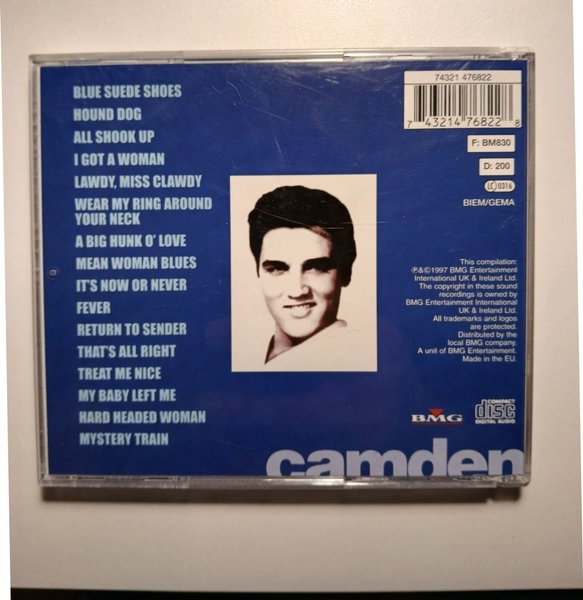 BLUE SUEDE SHOES
HOUND DOG
ALL SHOOK UP
I GOT A WOMAN
LAWDY, MISS CLAWDY
WEAR MY RING AROUND
YOUR NECK
A BIG HUNK O' LOVE
MEAN WOMAN BLUES
IT'S NOW OR NEVER
FEVER
RETURN TO SENDER
THAT'S ALL RIGHT
TREAT ME NICE
MY BABY LEFT ME
HARD HEADED WOMAN
MYSTERY TRAIN
74321 476822
7 43214 76822 8
F: BM830
D: 200
LC 0316
BIEM/GEMA
This compilation:
℗&©1997 BMG Entertainment
International UK & Ireland Ltd.
The copyright in these sound
recordings is owned by
BMG Entertainment International
UK & Ireland Ltd.
All trademarks and logos
are protected.
Distributed by the
local BMG company.
A unit of BMG Entertainment.
Made in the EU.
BMG
COMPACT
disc
DIGITAL AUDIO
camden